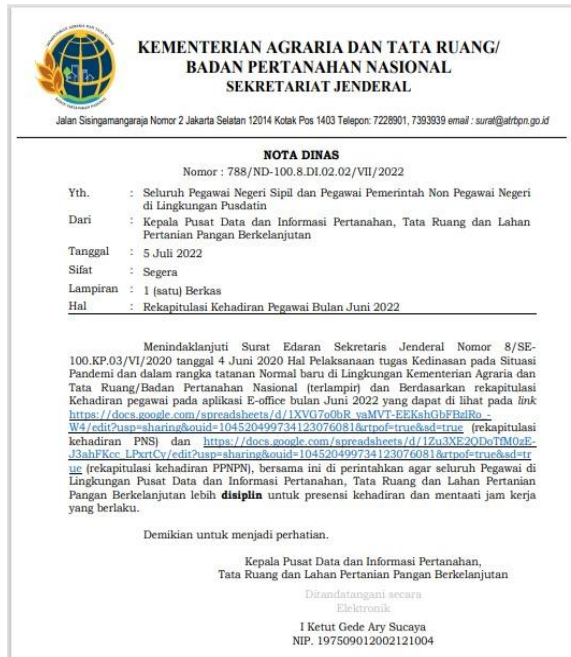 KEMENTERIAN AGRARIA DAN TATA RUANG/
BADAN PERTANAHAN NASIONAL
SEKRETARIAT JENDERAL
Jalan Sisingamangaraja Nomor 2 Jakarta Selatan 12014 Kotak Pos 1403 Telepon: 7228901, 7393939 email : surat@atrbpn.go.id
NOTA DINAS
Nomor : 788/ND-100.8.DI.02.02/VII/2022
Yth. : Seluruh Pegawai Negeri Sipil dan Pegawai Pemerintah Non Pegawai Negeri
di Lingkungan Pusdatin
Dari : Kepala Pusat Data dan Informasi Pertanahan, Tata Ruang dan Lahan
Pertanian Pangan Berkelanjutan
Tanggal : 5 Juli 2022
Sifat : Segera
Lampiran : 1 (satu) Berkas
Hal : Rekapitulasi Kehadiran Pegawai Bulan Juni 2022
Menindaklanjuti Surat Edaran Sekretaris Jenderal Nomor 8/SE-
100.KP.03/VI/2020 tanggal 4 Juni 2020 Hal Pelaksanaan tugas Kedinasan pada Situasi
Pandemi dan dalam rangka tatanan Normal baru di Lingkungan Kementerian Agraria dan
Tata Ruang/Badan Pertanahan Nasional (terlampir) dan Berdasarkan rekapitulasi
Kehadiran pegawai pada aplikasi E-office bulan Juni 2022 yang dapat di lihat pada link
https://docs.google.com/spreadsheets/d/1XVG7o0bR_yaMVT-EEKshGbFBzlRo_-
W4/edit?usp=sharing&ouid=104520499734123076081&rtpof=true&sd=true (rekapitulasi
kehadiran PNS) dan https://docs.google.com/spreadsheets/d/1Zu3XE2QDoTfM0zE-
J3ahFKcc_LPxrtCy/edit?usp=sharing&ouid=104520499734123076081&rtpof=true&sd=tr
ue (rekapitulasi kehadiran PPNPN), bersama ini di perintahkan agar seluruh Pegawai di
Lingkungan Pusat Data dan Informasi Pertanahan, Tata Ruang dan Lahan Pertanian
Pangan Berkelanjutan lebih disiplin untuk presensi kehadiran dan mentaati jam kerja
yang berlaku.
Demikian untuk menjadi perhatian.
Kepala Pusat Data dan Informasi Pertanahan,
Tata Ruang dan Lahan Pertanian Pangan Berkelanjutan
Ditandatangani secara
Elektronik
I Ketut Gede Ary Sucaya
NIP. 197509012002121004